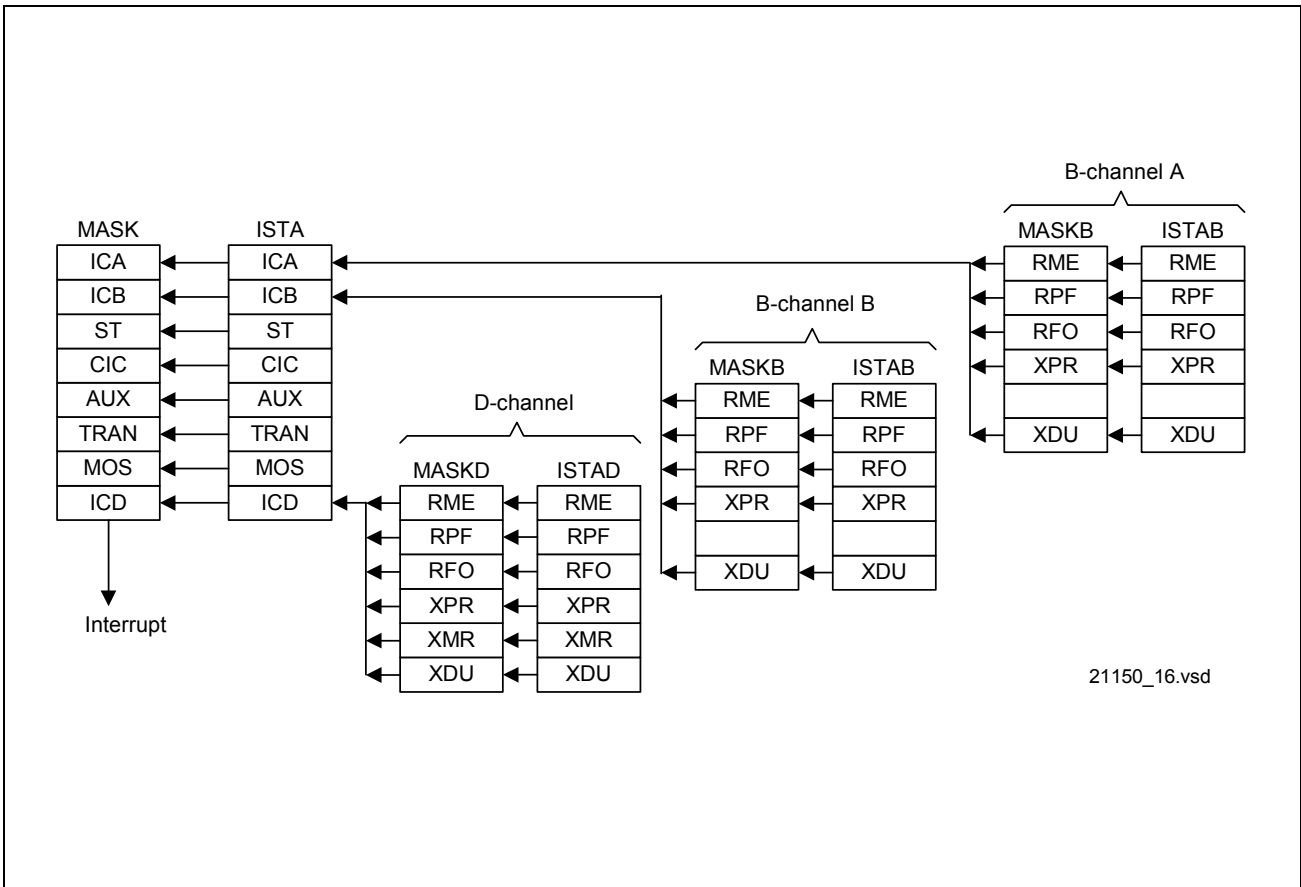 B-channel A
MASK ISTA MASKB ISTAB
ICA ICA RME RME
ICB ICB RPF RPF
B-channel B
ST ST RFO RFO
CIC CIC MASKB ISTAB XPR XPR
AUX AUX RME RME
D-channel
TRAN TRAN RPF RPF XDU XDU
MOS MOS MASKD ISTAD RFO RFO
ICD ICD RME RME XPR XPR
RPF RPF
RFO RFO XDU XDU
XPR XPR
Interrupt
XMR XMR
XDU XDU
21150_16.vsd